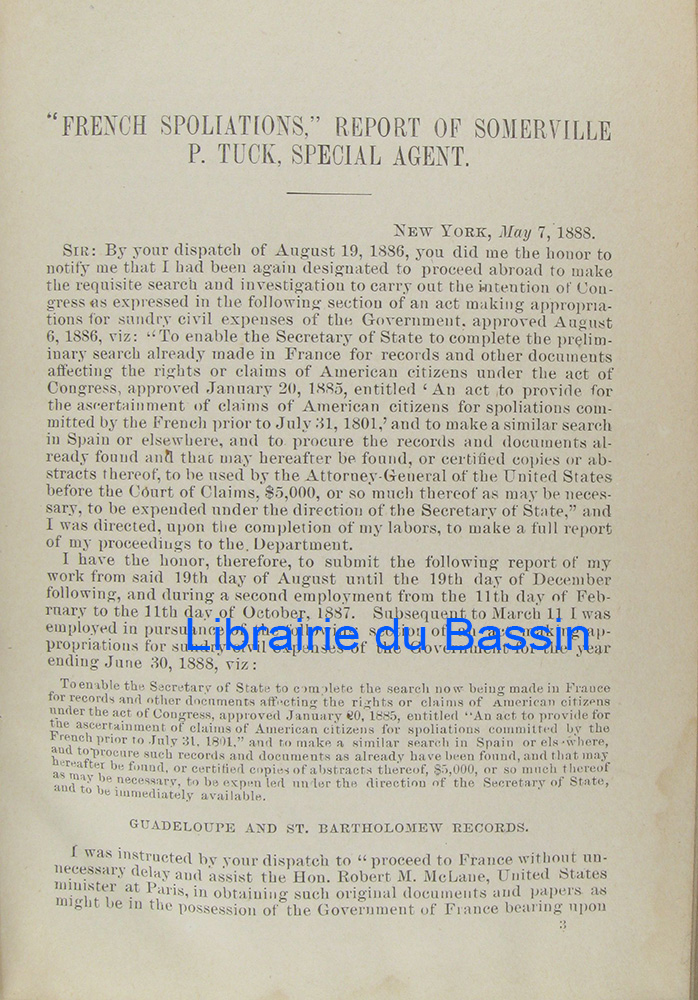 "FRENCH SPOLIATIONS," REPORT OF SOMERVILLE
P. TUCK, SPECIAL AGENT.
NEW YORK, May 7, 1888.
SIR: By your dispatch of August 19, 1886, you did me the honor to
notify me that I had been again designated to proceed abroad to make
the requisite search and investigation to carry out the intention of Con-
gress as expressed in the following section of an act making appropria-
tions for sundry civil expenses of the Government, approved August
6, 1886, viz: "To enable the Secretary of State to complete the prelim-
inary search already made in France for records and other documents
affecting the rights or claims of American citizens under the act of
Congress, approved January 20, 1885, entitled 'An act to provide for
the ascertainment of claims of American citizens for spoliations com-
mitted by the French prior to July 31, 1801,' and to make a similar search
in Spain or elsewhere, and to procure the records and documents al-
ready found and that may hereafter be found, or certified copies or ab-
stracts thereof, to be used by the Attorney-General of the United States
before the Court of Claims, $5,000, or so much thereof as may be neces-
sary, to be expended under the direction of the Secretary of State," and
I was directed, upon the completion of my labors, to make a full report
of my proceedings to the Department.
I have the honor, therefore, to submit the following report of my
work from said 19th day of August until the 19th day of December
following, and during a second employment from the 11th day of Feb-
ruary to the 11th day of October, 1887. Subsequent to March 11 I was
employed in pursuance of the following section of an act making ap-
propriations for sundry civil expenses of the Government for the year
ending June 30, 1888, viz:
Librairie du Bassin
To enable the Secretary of State to complete the search now being made in France
for records and other documents affecting the rights or claims of American citizens
under the act of Congress, approved January 20, 1885, entitled "An act to provide for
the ascertainment of claims of American citizens for spoliations committed by the
French prior to July 31, 1801," and to make a similar search in Spain or elsewhere,
and to procure such records and documents as already have been found, and that may
hereafter be found, or certified copies of abstracts thereof, $5,000, or so much thereof
as may be necessary, to be expended under the direction of the Secretary of State,
and to be immediately available.
GUADELOUPE AND ST. BARTHOLOMEW RECORDS.
I was instructed by your dispatch to "proceed to France without un-
necessary delay and assist the Hon. Robert M. McLane, United States
minister at Paris, in obtaining such original documents and papers as
might be in the possession of the Government of France bearing upon
3